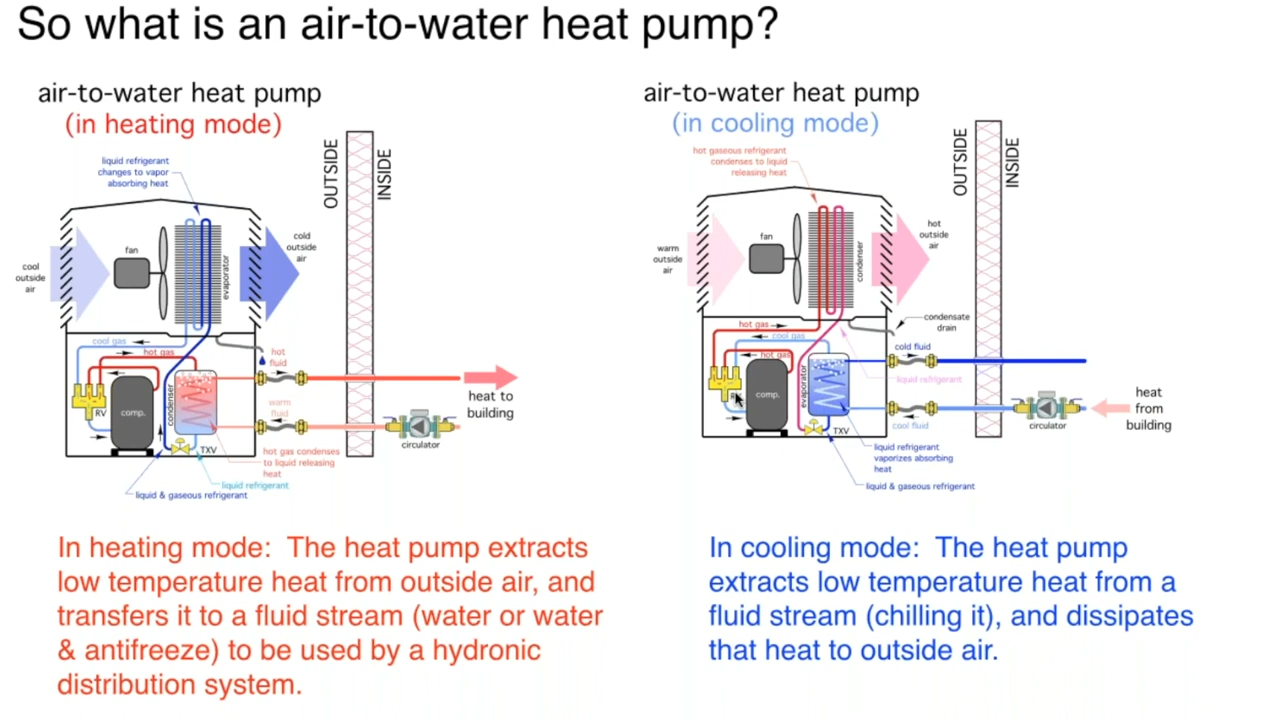 So what is an air-to-water heat pump?
air-to-water heat pump
(in heating mode)
liquid refrigerant
changes to vapor
absorbing heat
OUTSIDE
INSIDE
fan
cool
outside
air
evaporator
cold
outside
air
cool gas
hot gas
hot
fluid
RV
comp.
condenser
warm
fluid
TXV
heat to
building
circulator
hot gas condenses
to liquid releasing
heat
liquid refrigerant
liquid & gaseous refrigerant
In heating mode:  The heat pump extracts
low temperature heat from outside air, and
transfers it to a fluid stream (water or water
& antifreeze) to be used by a hydronic
distribution system.
air-to-water heat pump
(in cooling mode)
hot gaseous refrigerant
condenses to liquid
releasing heat
OUTSIDE
INSIDE
fan
warm
outside
air
condenser
hot
outside
air
condensate
drain
hot gas
cool gas
hot gas
cold fluid
liquid refrigerant
comp.
evaporator
TXV
cool fluid
circulator
heat
from
building
liquid refrigerant
vaporizes absorbing
heat
liquid & gaseous refrigerant
In cooling mode:  The heat pump
extracts low temperature heat from a
fluid stream (chilling it), and dissipates
that heat to outside air.